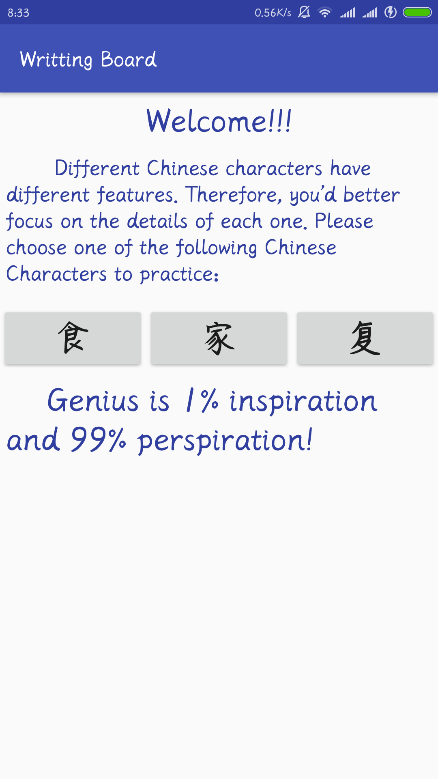 8:33 0.56K/s
Writting Board
Welcome!!!
Different Chinese characters have
different features. Therefore, you'd better
focus on the details of each one. Please
choose one of the following Chinese
Characters to practice:
食 家 复
Genius is 1% inspiration
and 99% perspiration!